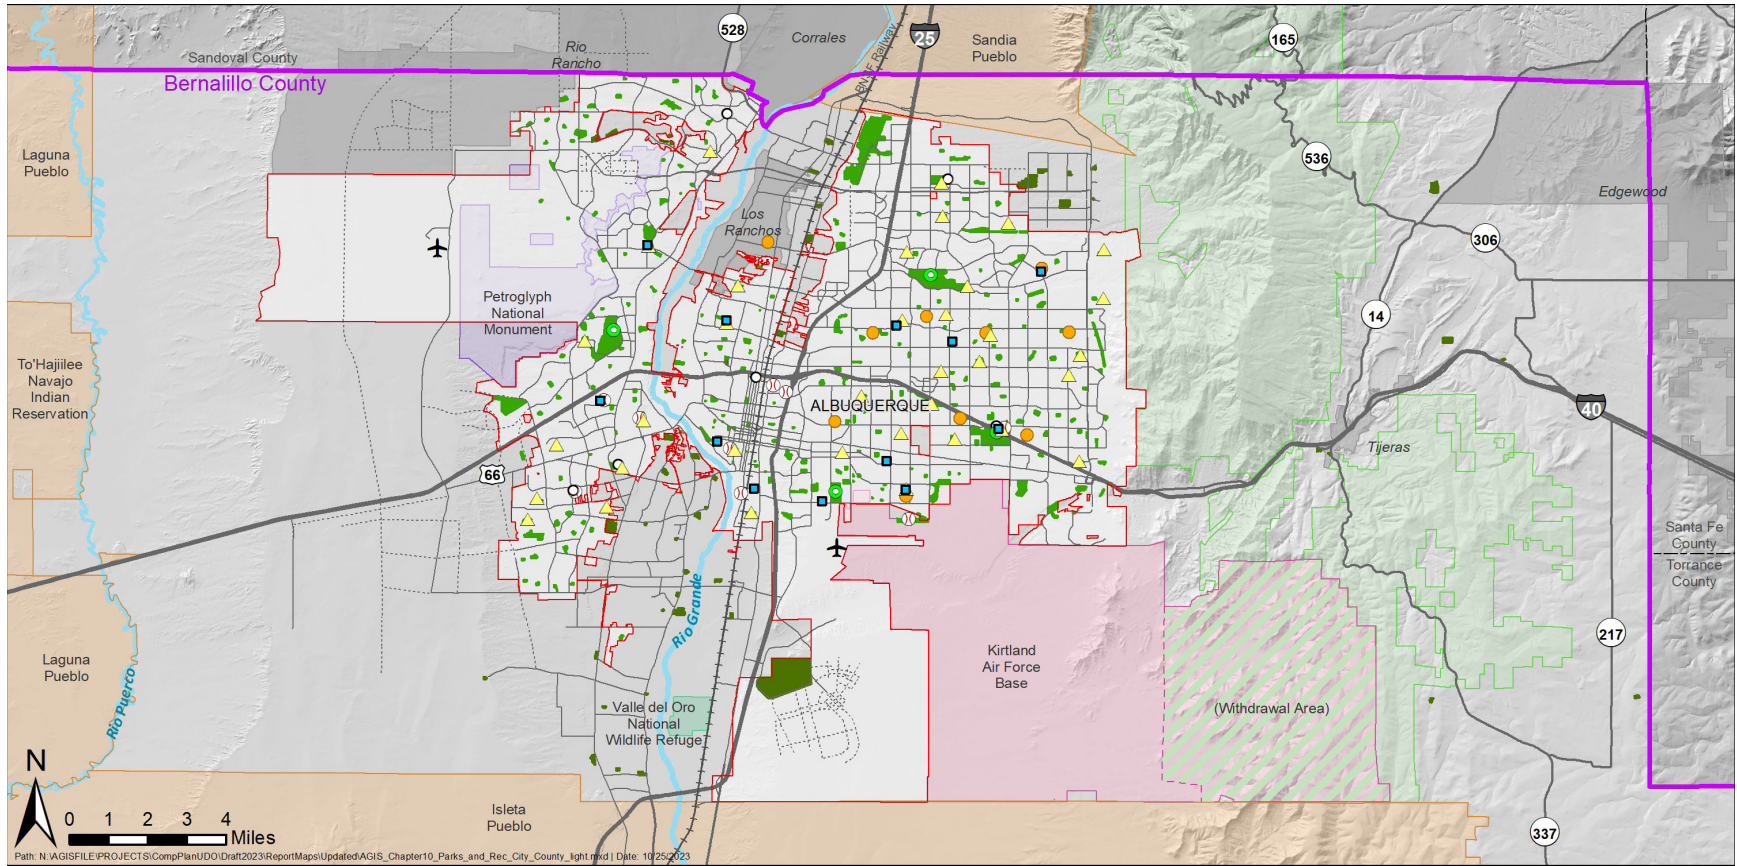 528
Corrales
25
BNSF Railway
Sandia
Pueblo
165
Rio
Rancho
Sandoval County
Bernalillo County
Laguna
Pueblo
536
Edgewood
Los
Ranchos
306
Petroglyph
National
Monument
14
To'Hajiilee
Navajo
Indian
Reservation
ALBUQUERQUE
40
Tijeras
66
Santa Fe
County
Torrance
County
Rio Grande
217
Kirtland
Air Force
Base
Laguna
Pueblo
Rio Puerco
Valle del Oro
National
Wildlife Refuge
(Withdrawal Area)
N
0 1 2 3 4
Miles
Isleta
Pueblo
337
Path: N:\AGISFILE\PROJECTS\CompPlanUDO\Draft2023\ReportMaps\Updated\AGIS_Chapter10_Parks_and_Rec_City_County_light.mxd | Date: 10/25/2023